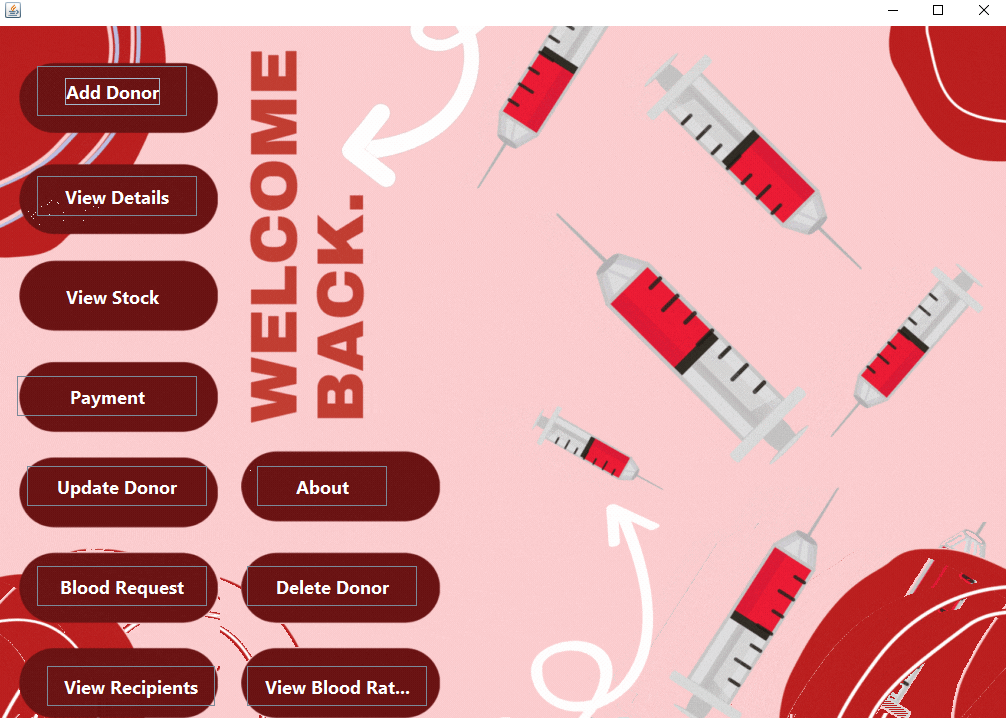 Add Donor
View Details
View Stock
Payment
Update Donor
Blood Request
View Recipients
WELCOME
BACK.
About
Delete Donor
View Blood Rat...